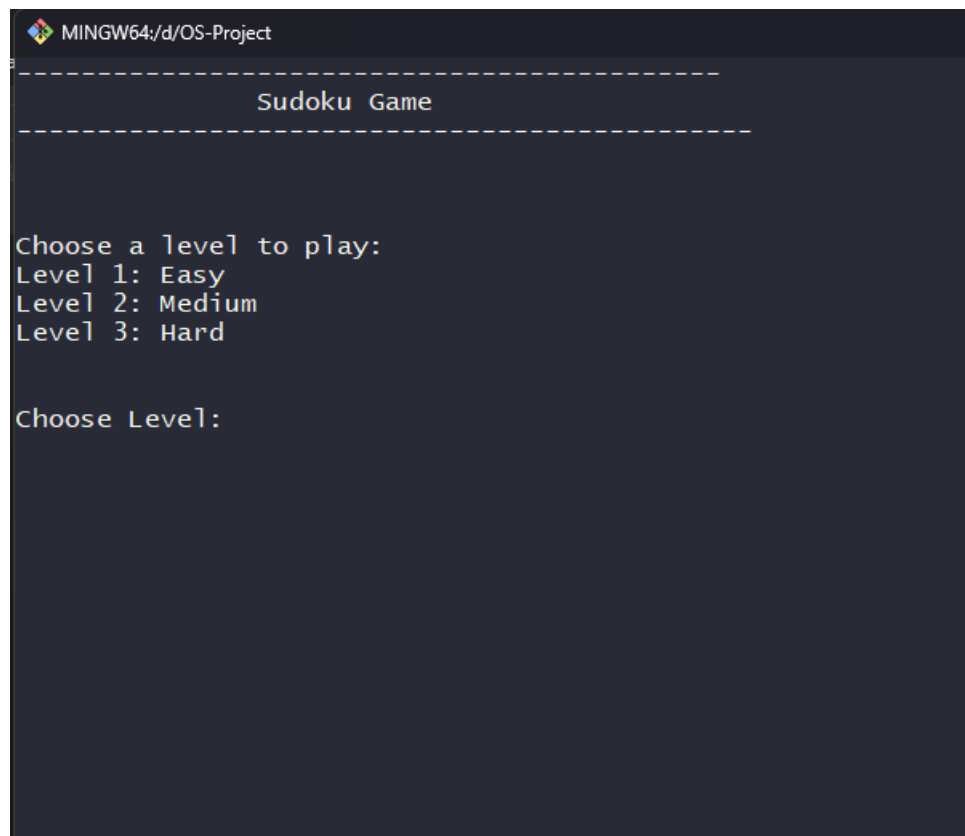 MINGW64:/d/OS-Project
--------------------------------------------
Sudoku Game
----------------------------------------------
Choose a level to play:
Level 1: Easy
Level 2: Medium
Level 3: Hard
Choose Level: